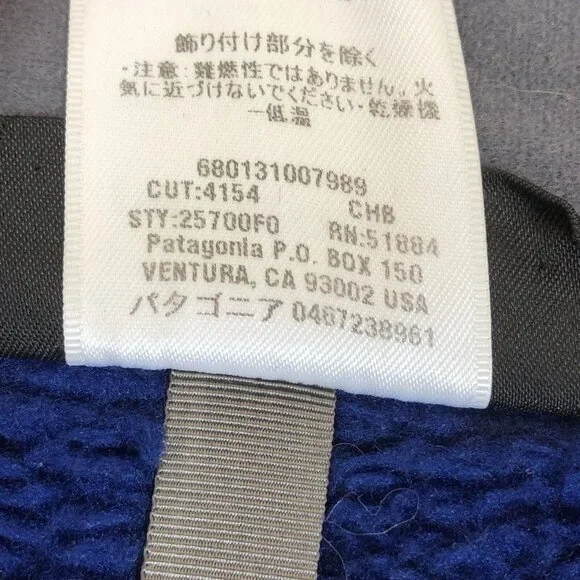 飾り付け部分を除く
・注意：難燃性ではありません。火
気に近づけないでください・乾燥機
ー低温
680131007989
CUT:4154 CHB
STY:25700F0 RN:51884
Patagonia P.O. BOX 150
VENTURA, CA 93002 USA
パタゴニア 0467238961